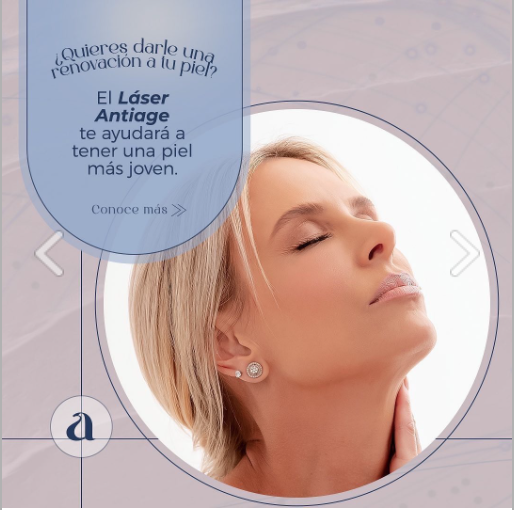 ¿Quieres darle una
renovación a tu piel?
El Láser
Antiage
te ayudará a
tener una piel
más joven.
Conoce más
a